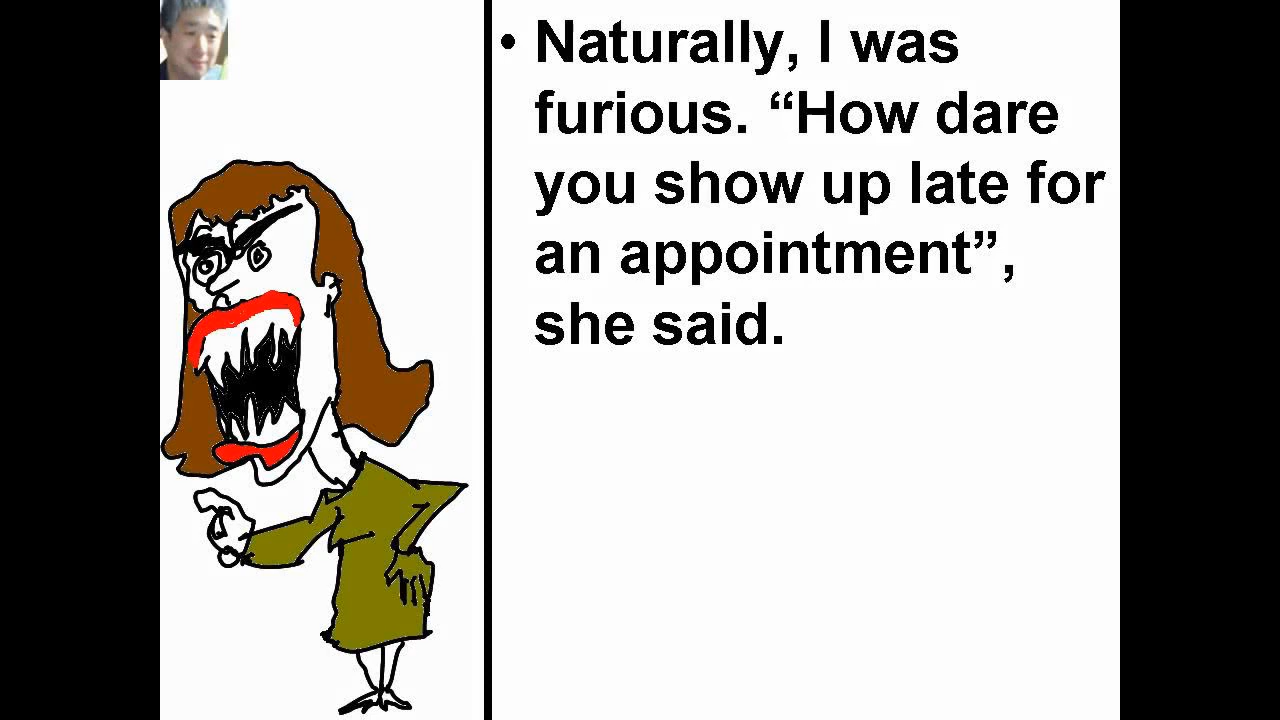 • Naturally, I was
furious. “How dare
you show up late for
an appointment”,
she said.